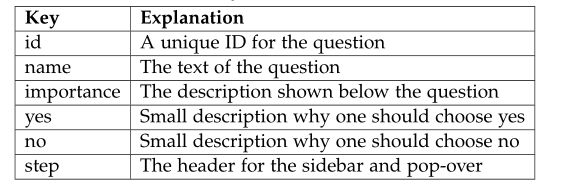 Key Explanation
id A unique ID for the question
name The text of the question
importance The description shown below the question
yes Small description why one should choose yes
no Small description why one should choose no
step The header for the sidebar and pop-over